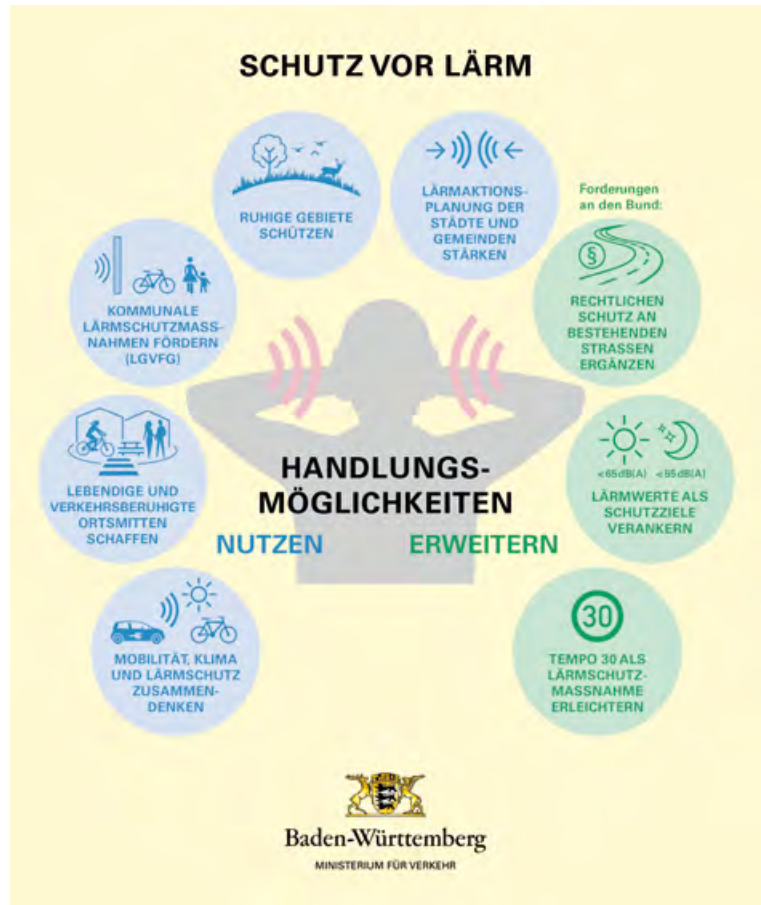 SCHUTZ VOR LÄRM
RUHIGE GEBIETE
SCHÜTZEN
LÄRMAKTIONS-
PLANUNG DER
STÄDTE UND
GEMEINDEN
STÄRKEN
Forderungen
an den Bund:
KOMMUNALE
LÄRMSCHUTZMASS-
NAHMEN FÖRDERN
(LGVFG)
§
RECHTLICHEN
SCHUTZ AN
BESTEHENDEN
STRASSEN
ERGÄNZEN
LEBENDIGE UND
VERKEHRSBERUHIGTE
ORTSMITTEN
SCHAFFEN
HANDLUNGS-
MÖGLICHKEITEN
NUTZEN ERWEITERN
<65dB(A) <55dB(A)
LÄRMWERTE ALS
SCHUTZZIELE
VERANKERN
MOBILITÄT, KLIMA
UND LÄRMSCHUTZ
ZUSAMMEN-
DENKEN
30
TEMPO 30 ALS
LÄRMSCHUTZ-
MASSNAHME
ERLEICHTERN
Baden-Württemberg
MINISTERIUM FÜR VERKEHR